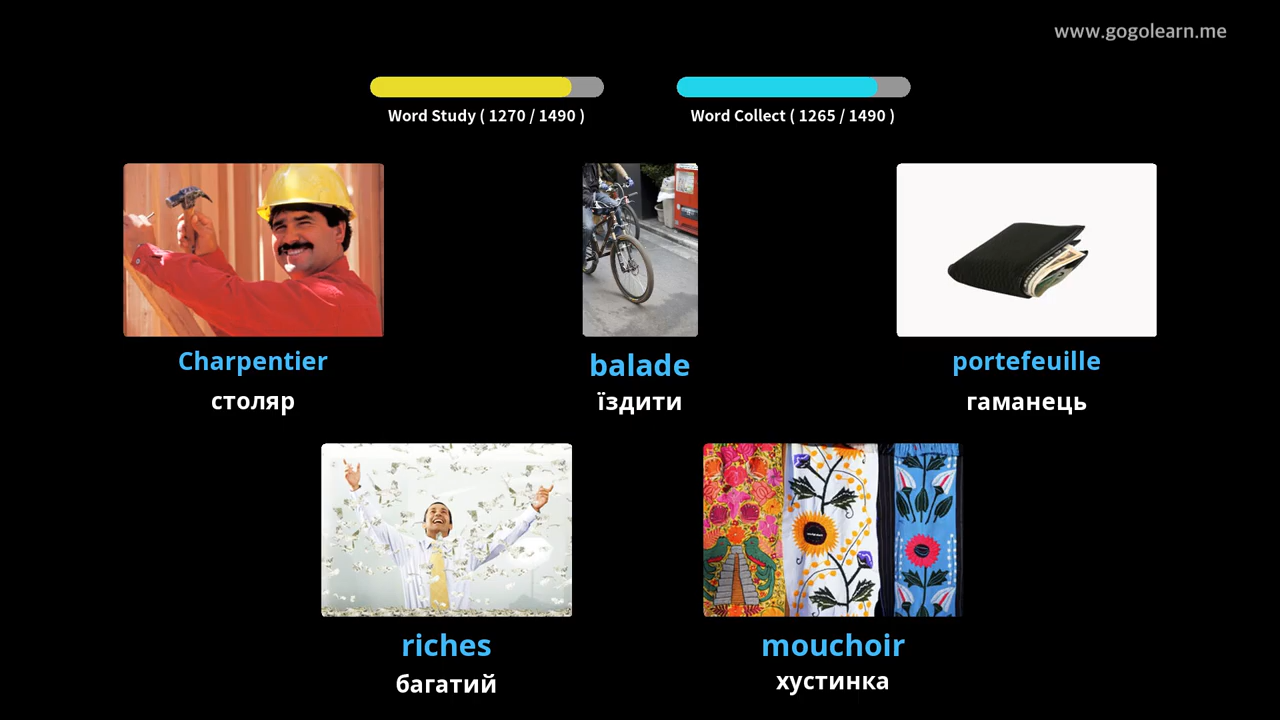 www.gogolearn.me
Word Study ( 1270 / 1490 )
Word Collect ( 1265 / 1490 )
Charpentier
balade
portefeuille
столяр
їздити
гаманець
riches
mouchoir
багатий
хустинка